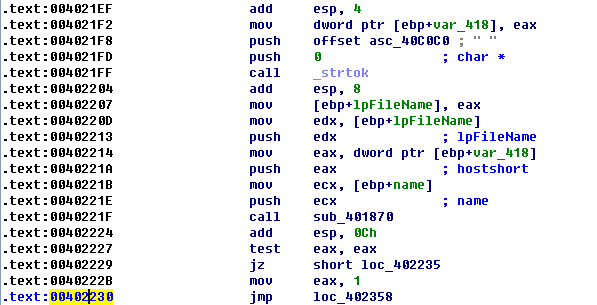 .text:004021EF add esp, 4
.text:004021F2 mov dword ptr [ebp+var_418], eax
.text:004021F8 push offset asc_40C0C0 ; " "
.text:004021FD push 0 ; char *
.text:004021FF call _strtok
.text:00402204 add esp, 8
.text:00402207 mov [ebp+lpFileName], eax
.text:0040220D mov edx, [ebp+lpFileName]
.text:00402213 push edx ; lpFileName
.text:00402214 mov eax, dword ptr [ebp+var_418]
.text:0040221A push eax ; hostshort
.text:0040221B mov ecx, [ebp+name]
.text:0040221E push ecx ; name
.text:0040221F call sub_401870
.text:00402224 add esp, 0Ch
.text:00402227 test eax, eax
.text:00402229 jz short loc_402235
.text:0040222B mov eax, 1
.text:00402230 jmp loc_402358